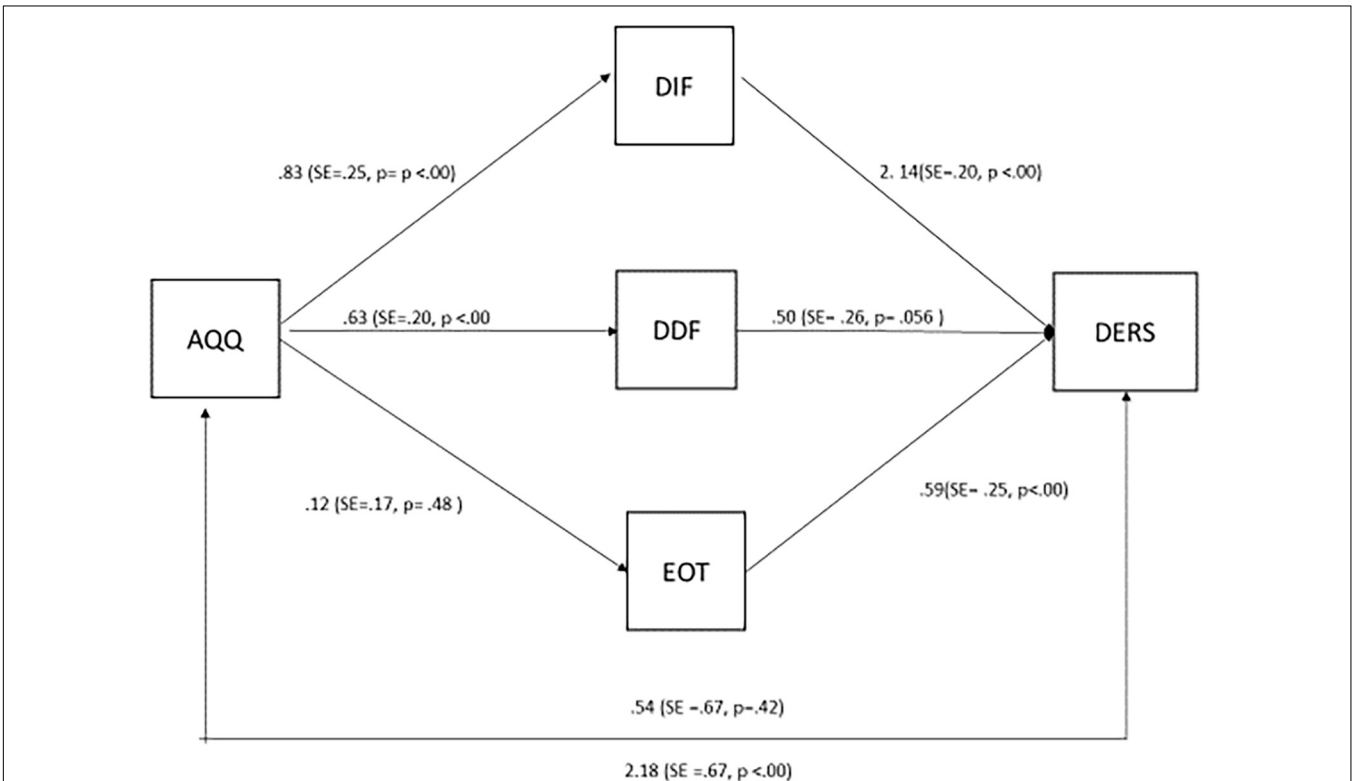 DIF
.83 (SE=.25, p= p <.00)
2. 14(SE=.20, p <.00)
AQQ
.63 (SE=.20, p <.00
DDF
.50 (SE= .26, p= .056 )
DERS
.12 (SE=.17, p= .48 )
.59(SE= .25, p<.00)
EOT
.54 (SE =.67, p=.42)
2.18 (SE =.67, p <.00)